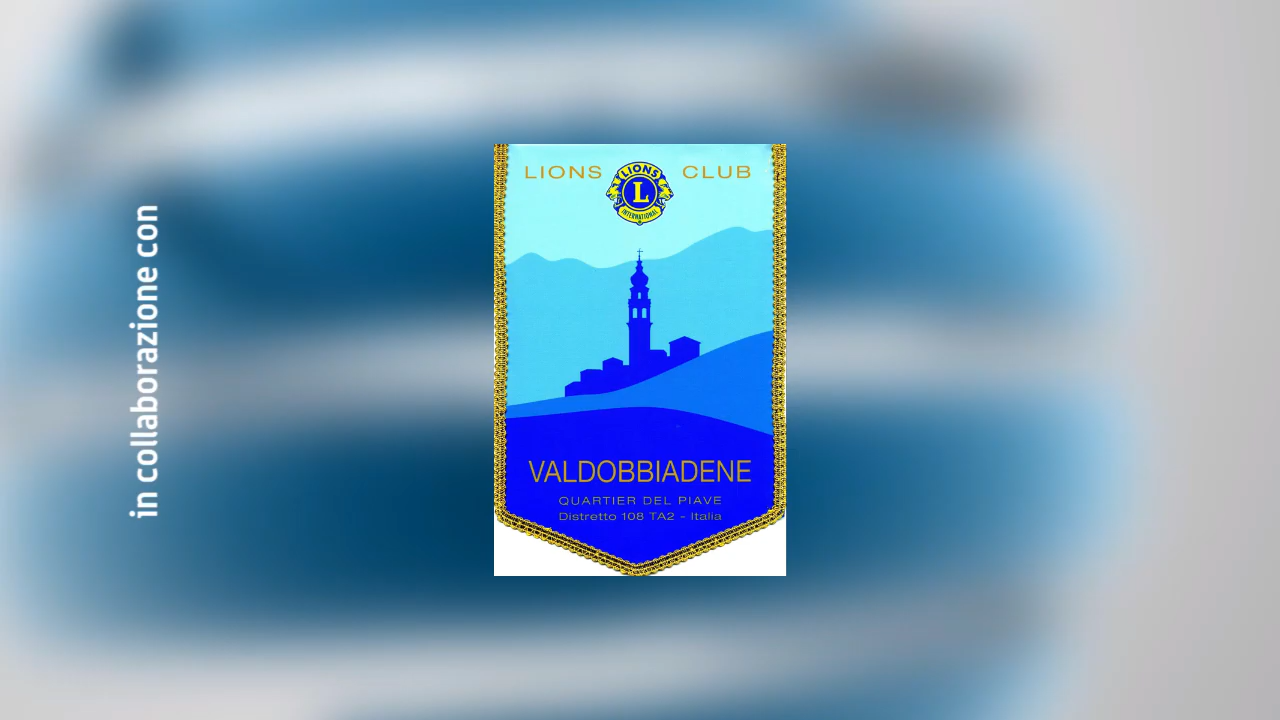 in collaborazione con
LIONS CLUB
LIONS
L
INTERNATIONAL
VALDOBBIADENE
QUARTIER DEL PIAVE
Distretto 108 TA2 - Italia